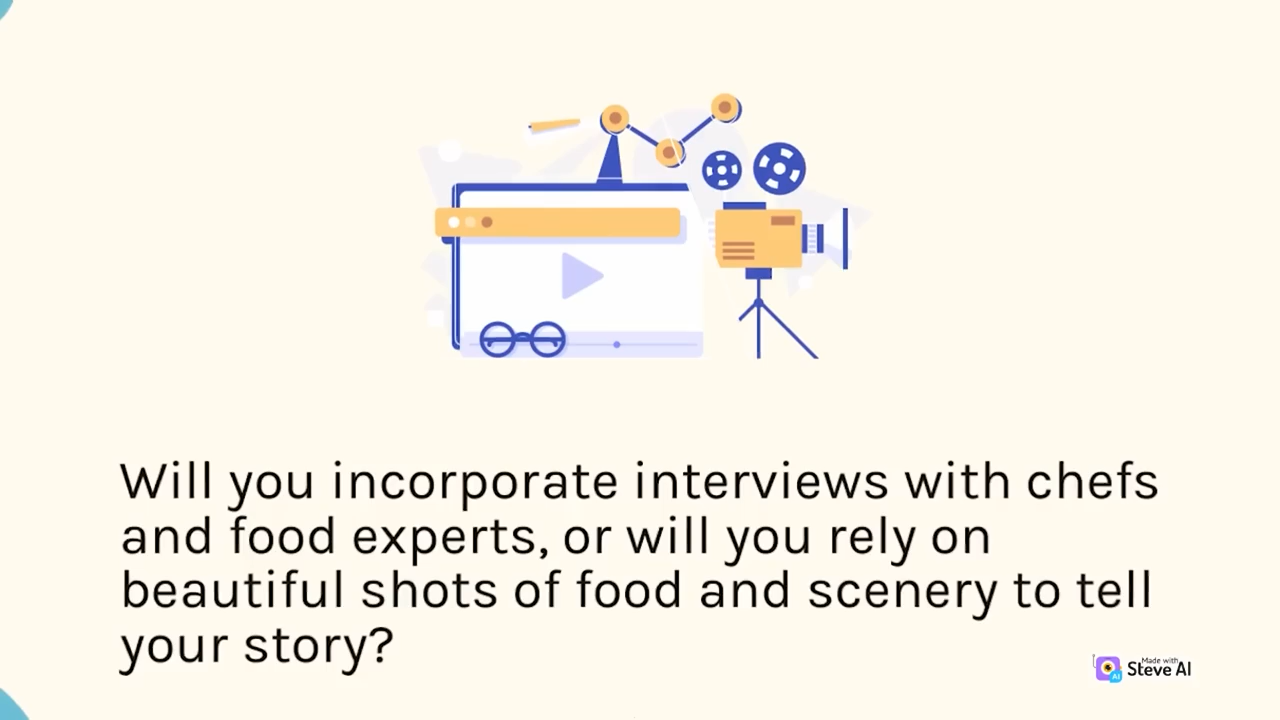 Will you incorporate interviews with chefs
and food experts, or will you rely on
beautiful shots of food and scenery to tell
your story?
Made with
Steve AI
AI